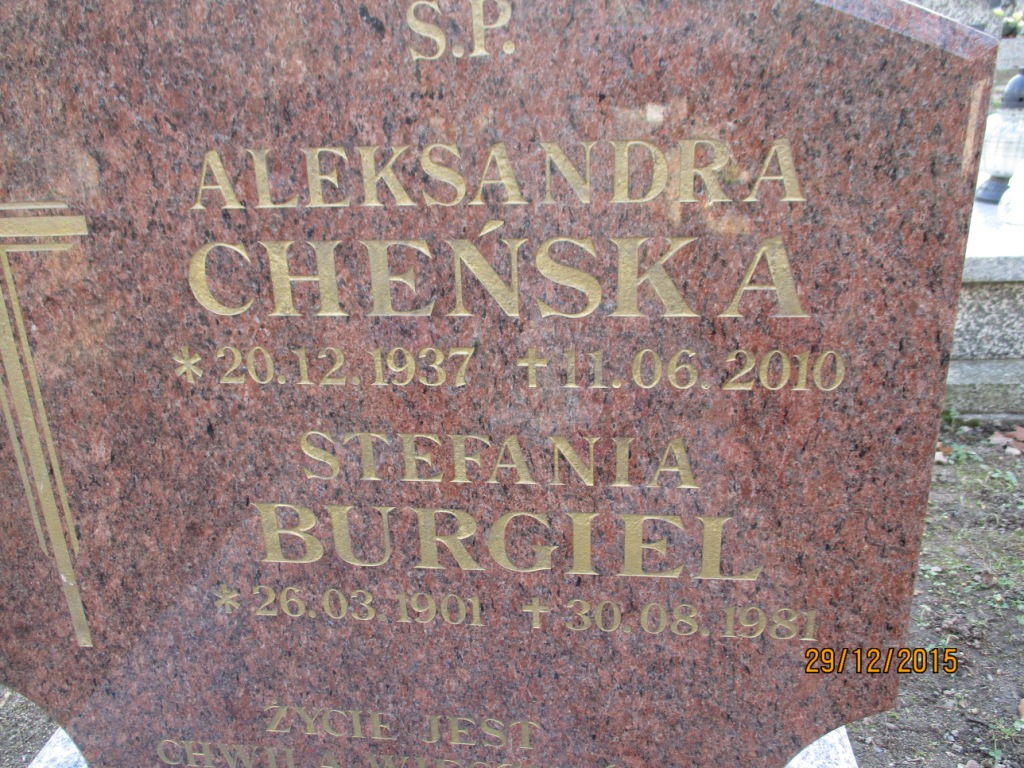 S.P.
ALEKSANDRA
CHEŃSKA
* 20.12.1937 ✝ 11.06.2010
STEFANIA
BURGIEL
* 26.03.1901 ✝ 30.08.1981
ŻYCIE JEST
CHWILĄ
29/12/2015